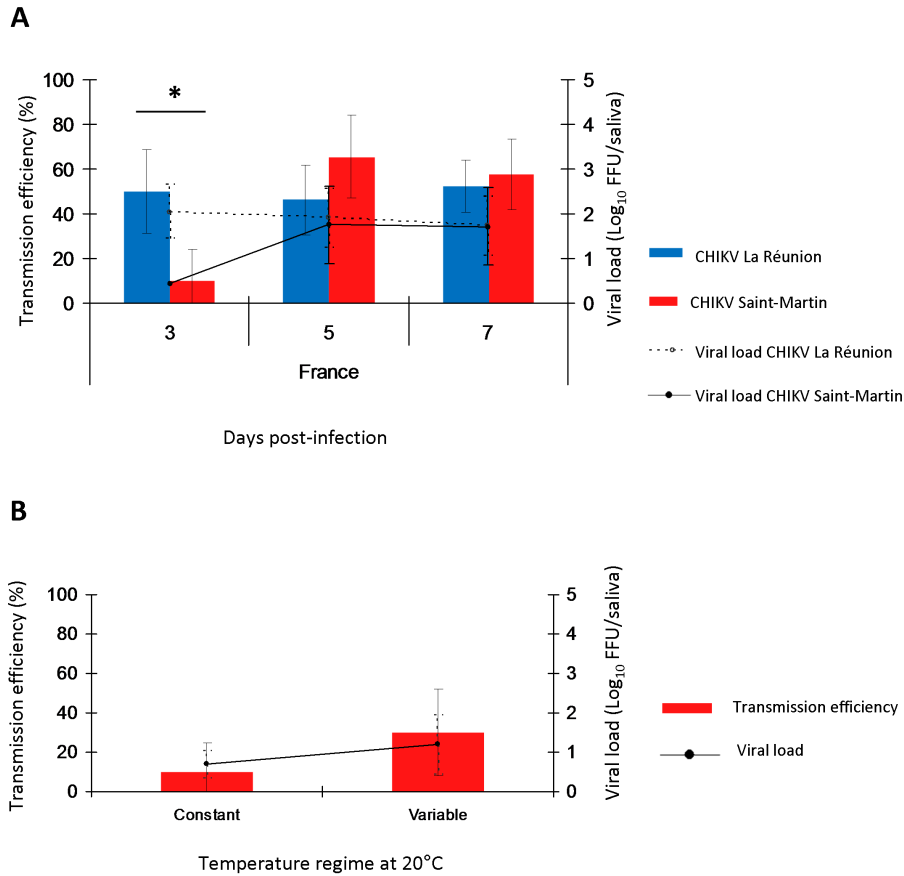 A
Transmission efficiency (%)
100
80
60
40
20
0
*
5
4
3
2
1
0
Viral load (Log10 FFU/saliva)
3 5 7
France
Days post-infection
CHIKV La Réunion
CHIKV Saint-Martin
Viral load CHIKV La Réunion
Viral load CHIKV Saint-Martin
B
Transmission efficiency (%)
100
80
60
40
20
0
5
4
3
2
1
0
Viral load (Log10 FFU/saliva)
Constant Variable
Temperature regime at 20°C
Transmission efficiency
Viral load